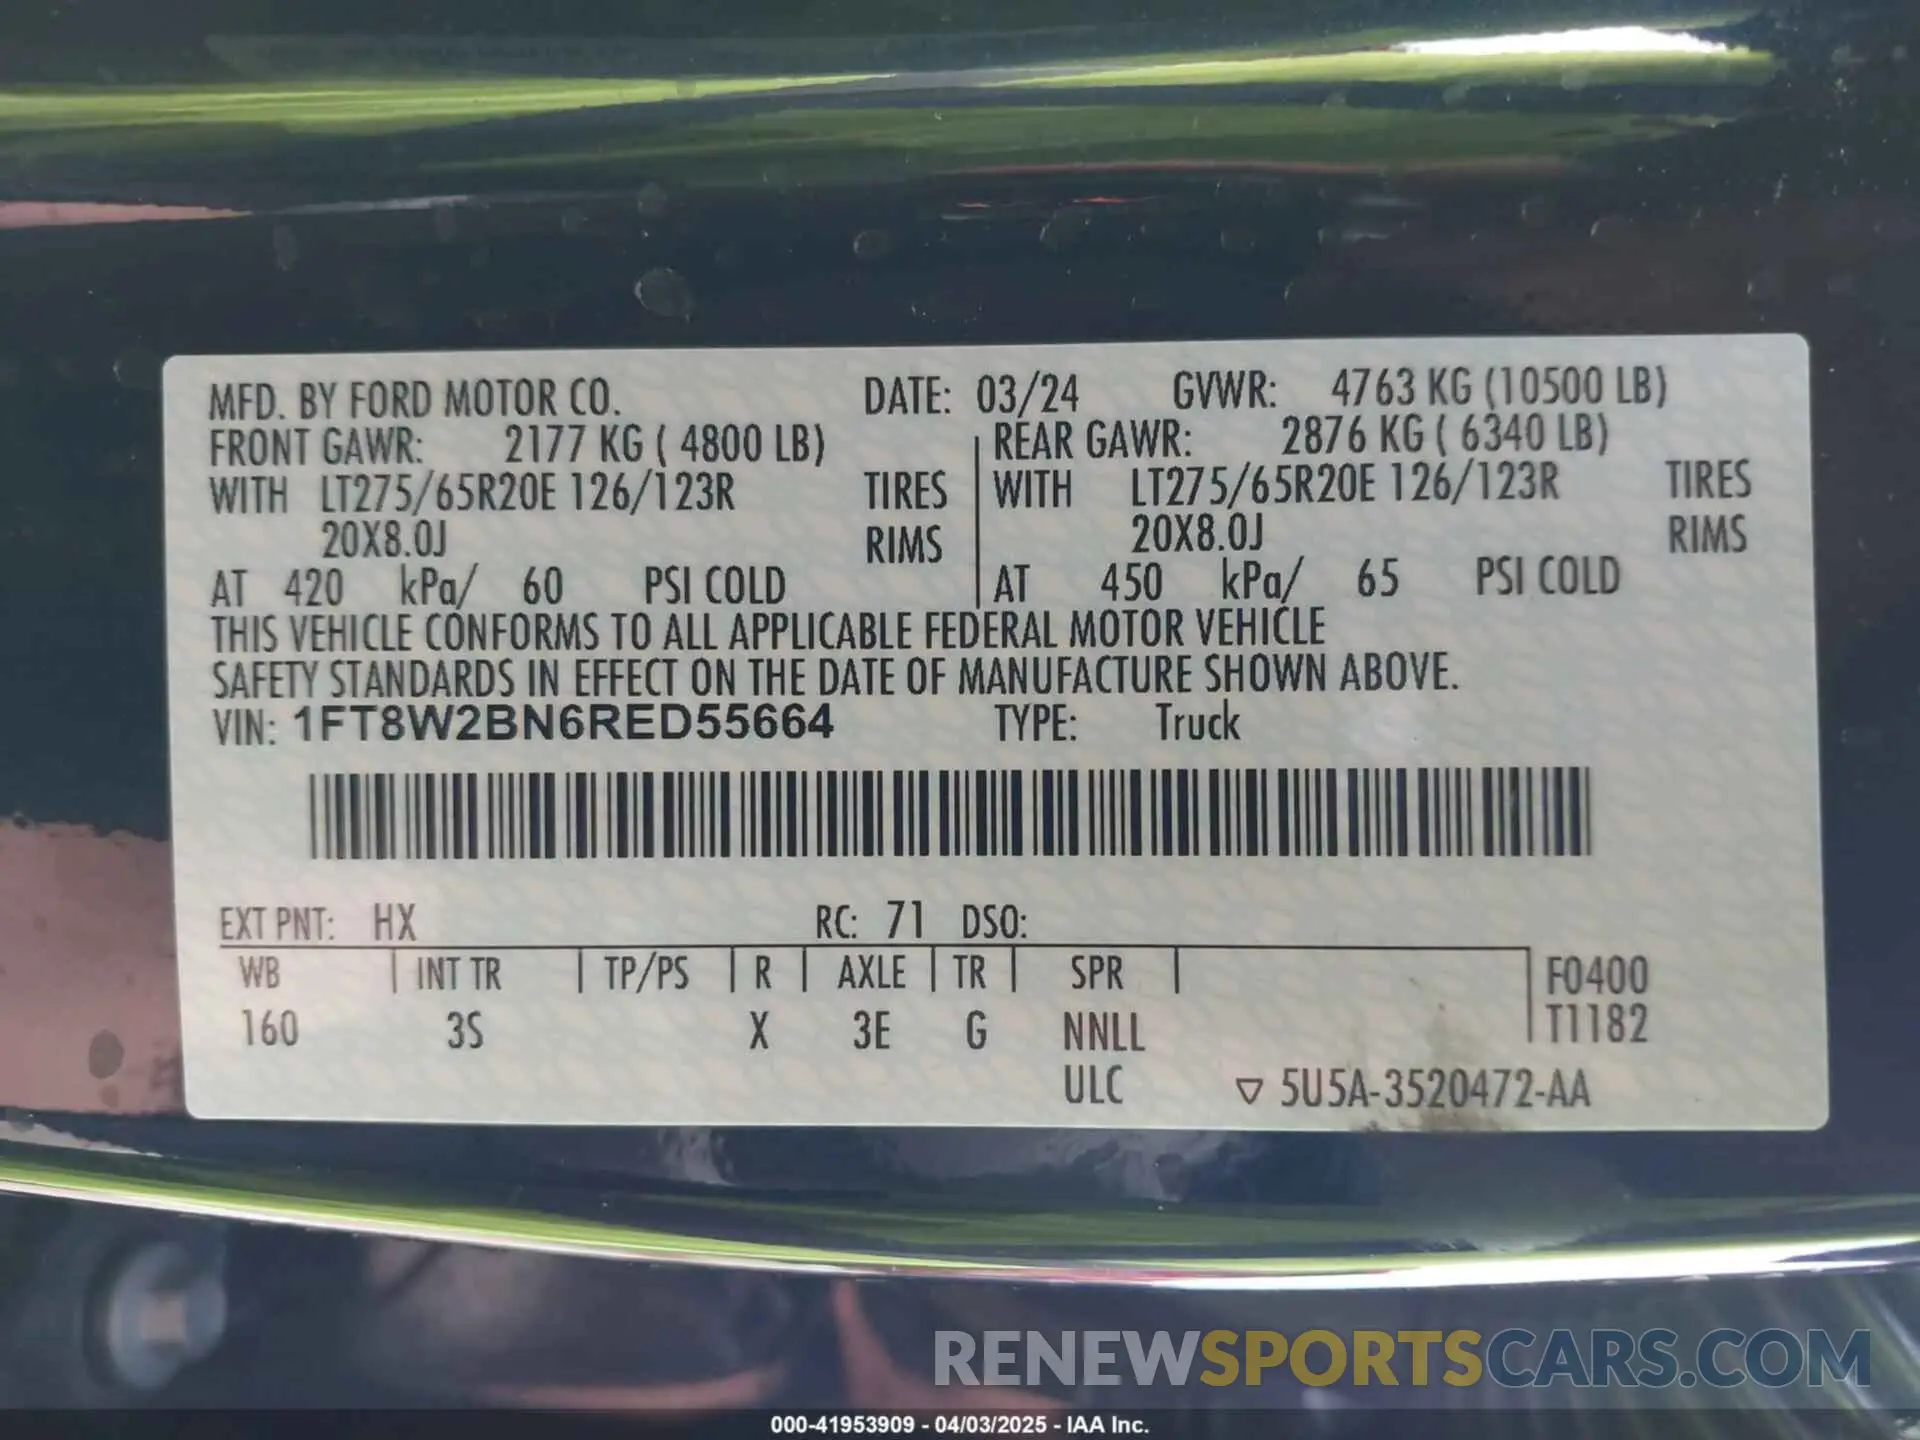 MFD. BY FORD MOTOR CO. DATE: 03/24 GVWR: 4763 KG (10500 LB)
FRONT GAWR: 2177 KG ( 4800 LB) REAR GAWR: 2876 KG ( 6340 LB)
WITH LT275/65R20E 126/123R TIRES WITH LT275/65R20E 126/123R TIRES
20X8.0J RIMS 20X8.0J RIMS
AT 420 kPa/ 60 PSI COLD AT 450 kPa/ 65 PSI COLD
THIS VEHICLE CONFORMS TO ALL APPLICABLE FEDERAL MOTOR VEHICLE
SAFETY STANDARDS IN EFFECT ON THE DATE OF MANUFACTURE SHOWN ABOVE.
VIN: 1FT8W2BN6RED55664 TYPE: Truck
EXT PNT: HX RC: 71 DSO:
WB INT TR TP/PS R AXLE TR SPR F0400
160 3S X 3E G NNLL T1182
ULC ▽ 5U5A-3520472-AA
RENEWSPORTSCARS.COM
000-41953909 - 04/03/2025 - IAA Inc.